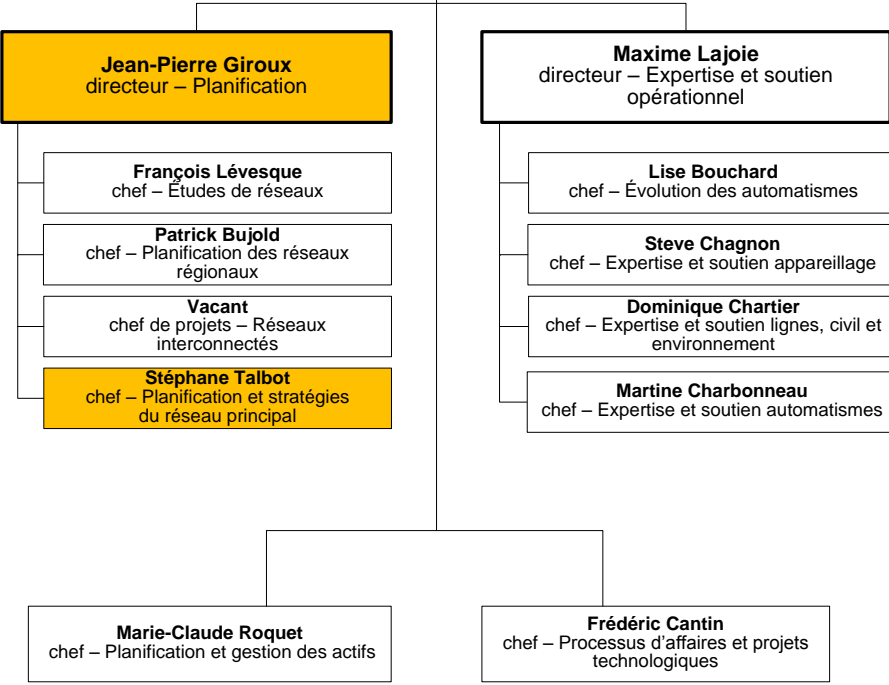 Jean-Pierre Giroux
directeur – Planification
François Lévesque
chef – Études de réseaux
Patrick Bujold
chef – Planification des réseaux
régionaux
Vacant
chef de projets – Réseaux
interconnectés
Stéphane Talbot
chef – Planification et stratégies
du réseau principal
Maxime Lajoie
directeur – Expertise et soutien
opérationnel
Lise Bouchard
chef – Évolution des automatismes
Steve Chagnon
chef – Expertise et soutien appareillage
Dominique Chartier
chef – Expertise et soutien lignes, civil et
environnement
Martine Charbonneau
chef – Expertise et soutien automatismes
Marie-Claude Roquet
chef – Planification et gestion des actifs
Frédéric Cantin
chef – Processus d’affaires et projets
technologiques